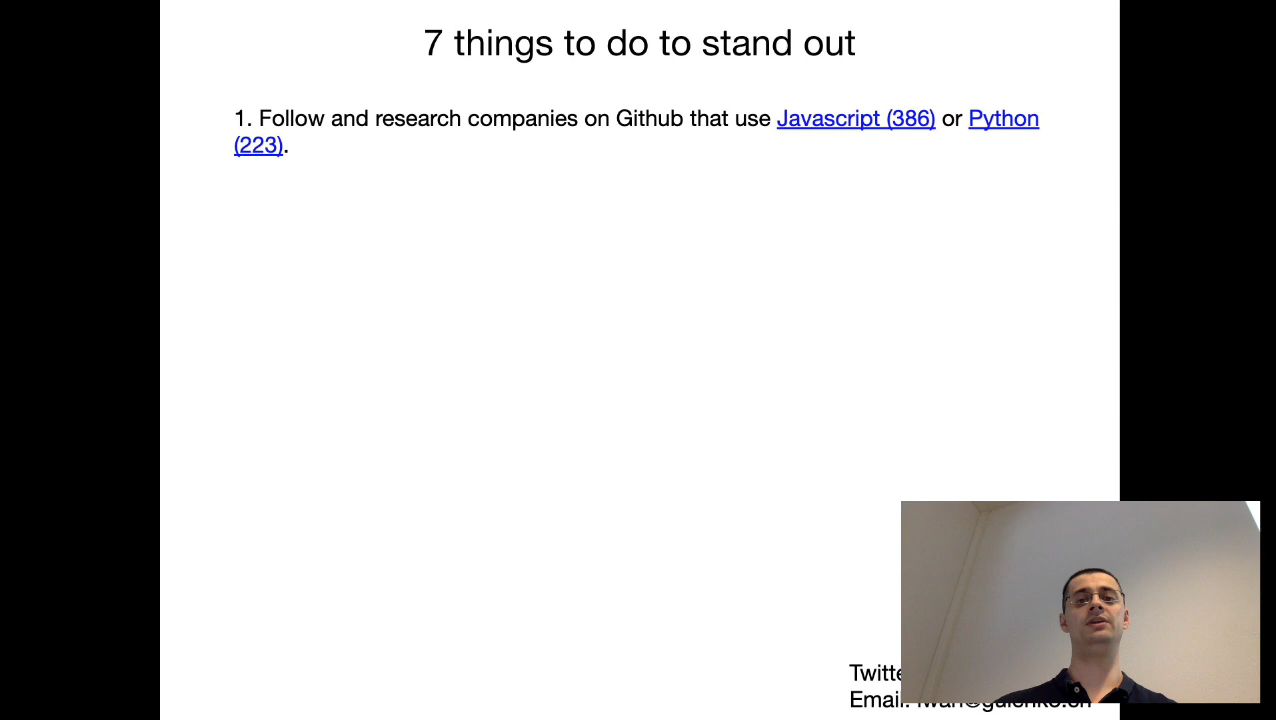 7 things to do to stand out
1. Follow and research companies on Github that use Javascript (386) or Python
(223).
Email: